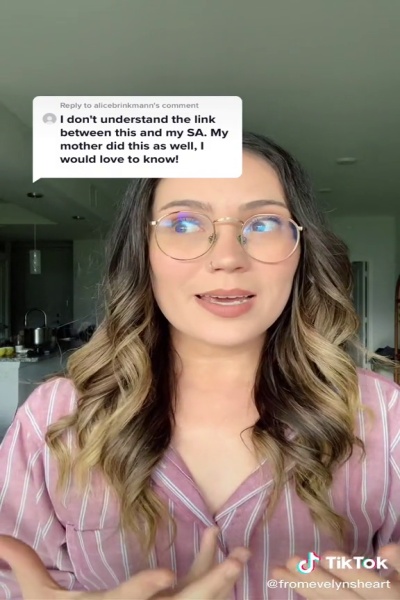 Reply to alicebrinkmann's comment
I don't understand the link
between this and my SA. My
mother did this as well, I
would love to know!
TikTok
@fromevelynsheart